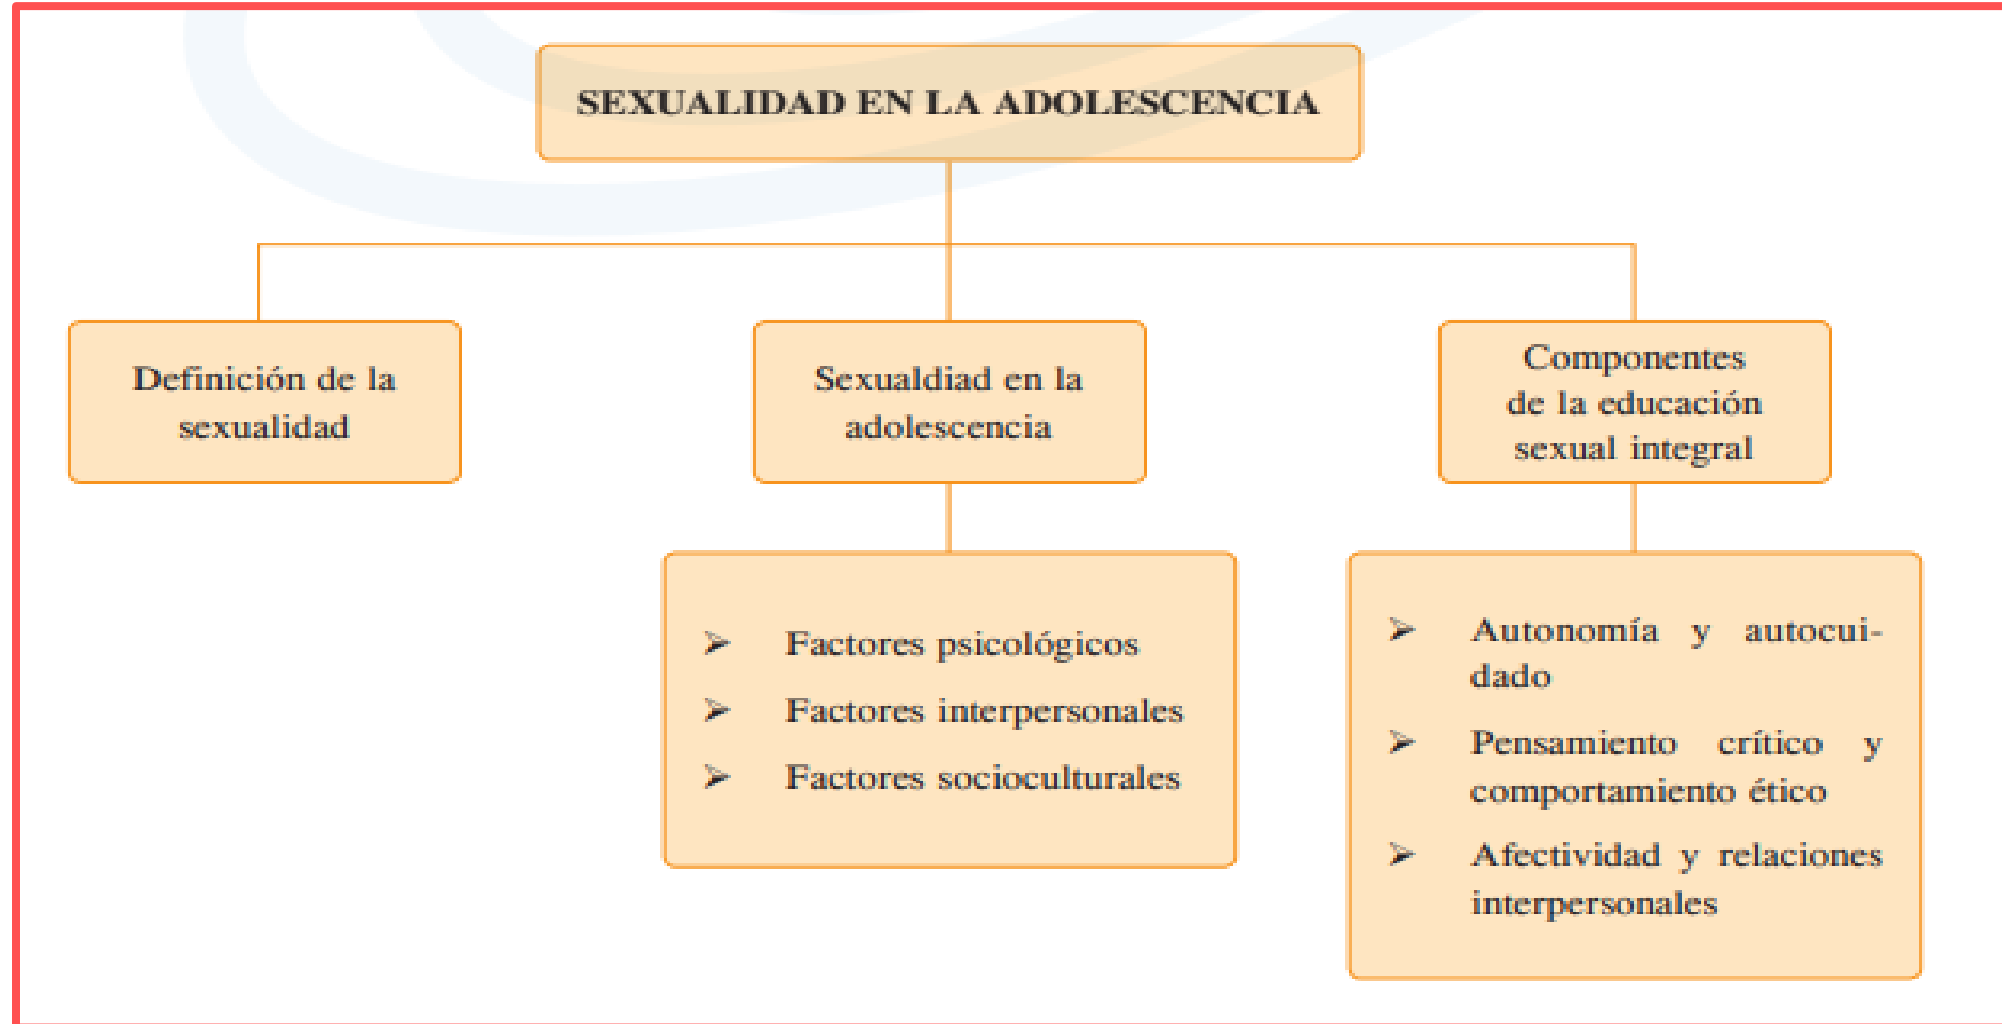 SEXUALIDAD EN LA ADOLESCENCIA
Definición de la
sexualidad
Sexualdiad en la
adolescencia
Componentes
de la educación
sexual integral
➢ Factores psicológicos
➢ Factores interpersonales
➢ Factores socioculturales
➢ Autonomía y autocui-
dado
➢ Pensamiento crítico y
comportamiento ético
➢ Afectividad y relaciones
interpersonales